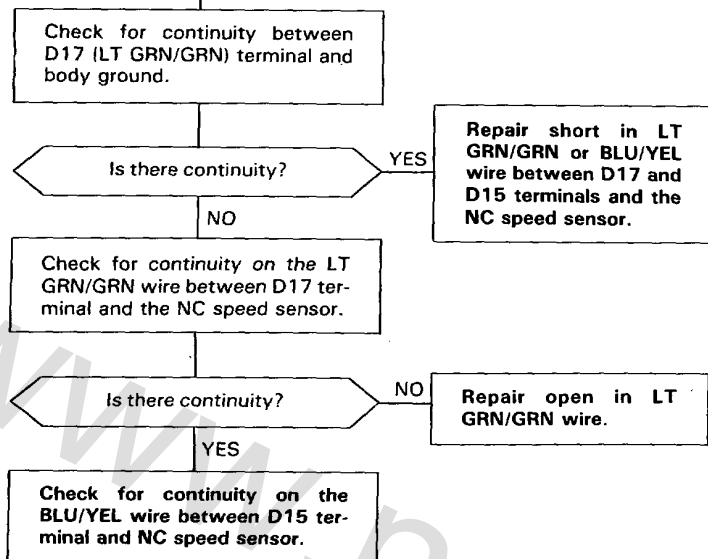 Check for continuity between
D17 (LT GRN/GRN) terminal and
body ground.
Is there continuity?
YES
Repair short in LT
GRN/GRN or BLU/YEL
wire between D17 and
D15 terminals and the
NC speed sensor.
NO
Check for continuity on the LT
GRN/GRN wire between D17 ter-
minal and the NC speed sensor.
Is there continuity?
NO
Repair open in LT
GRN/GRN wire.
YES
Check for continuity on the
BLU/YEL wire between D15 ter-
minal and NC speed sensor.